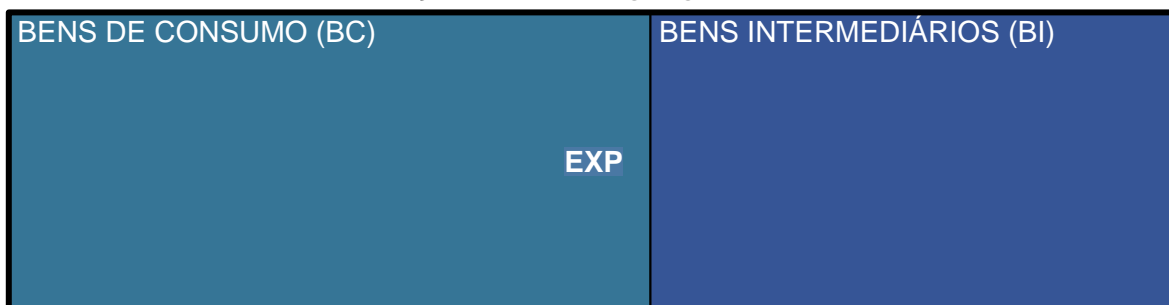 BENS DE CONSUMO (BC)
BENS INTERMEDIÁRIOS (BI)
EXP